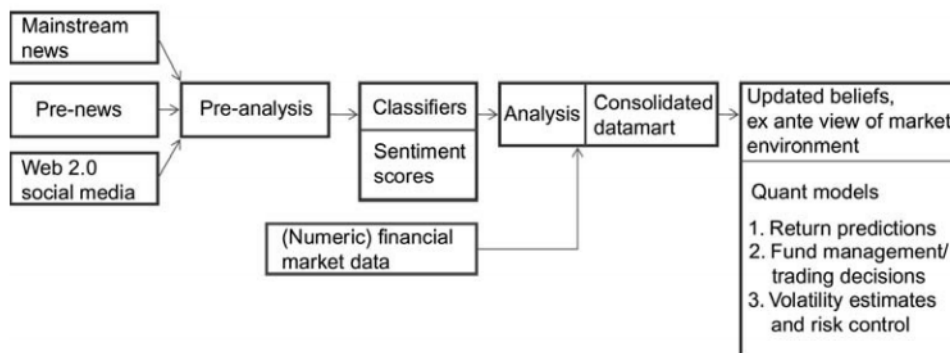 Mainstream
news
Pre-news
Web 2.0
social media
Pre-analysis
Classifiers
Sentiment
scores
(Numeric) financial
market data
Analysis
Consolidated
datamart
Updated beliefs,
ex ante view of market
environment
Quant models
1. Return predictions
2. Fund management/
trading decisions
3. Volatility estimates
and risk control